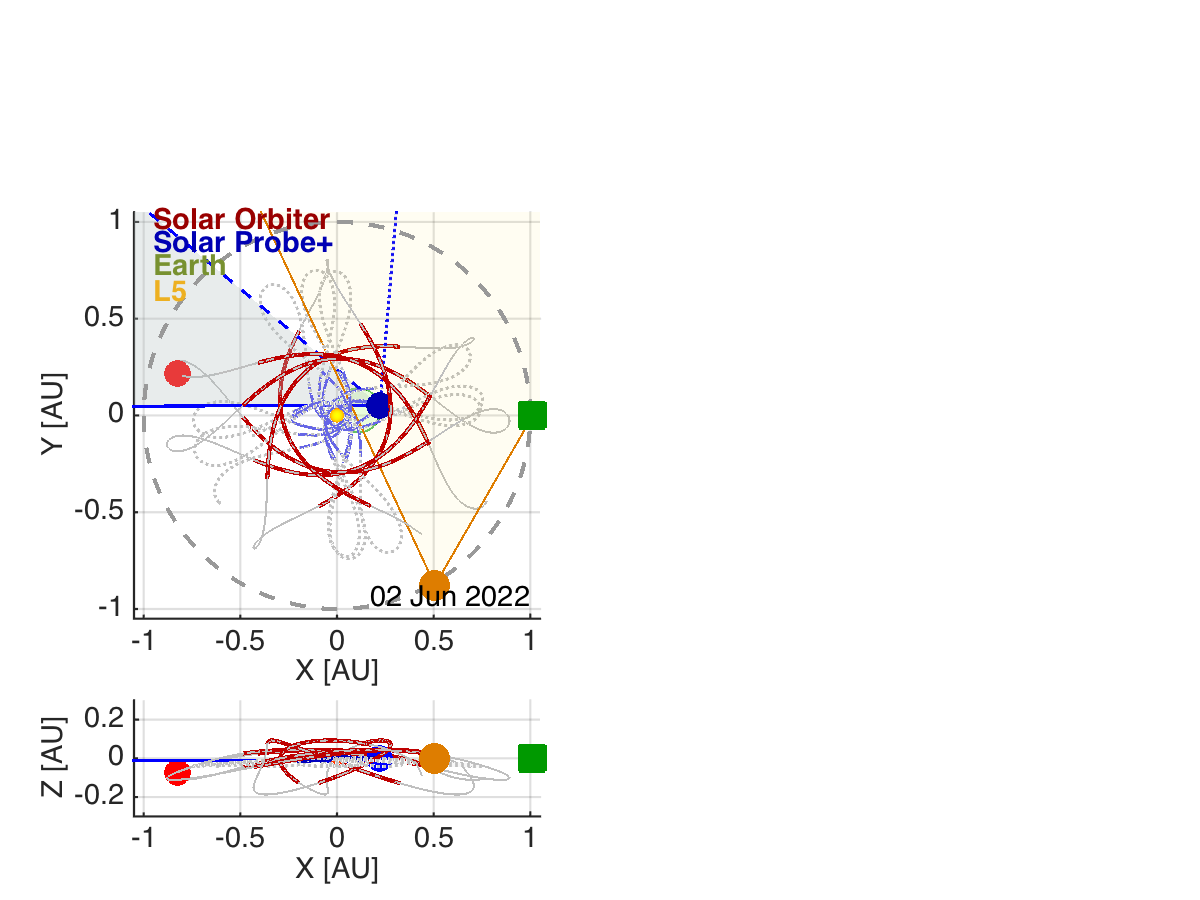 1
Solar Orbiter
Solar Probe+
Earth
L5
0.5
0
-0.5
-1
Y [AU]
02 Jun 2022
-1 -0.5 0 0.5 1
X [AU]
0.2
0
-0.2
Z [AU]
-1 -0.5 0 0.5 1
X [AU]